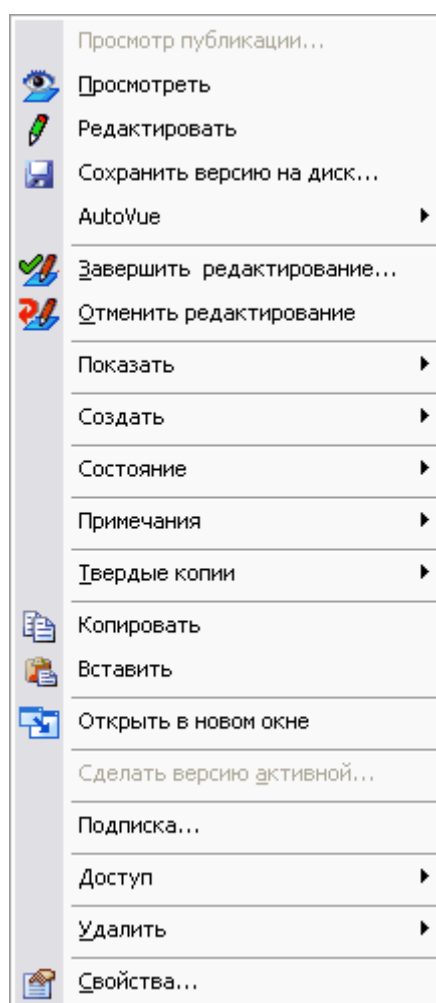 Просмотр публикации...
Просмотреть
Редактировать
Сохранить версию на диск...
AutoVue
Завершить редактирование...
Отменить редактирование
Показать
Создать
Состояние
Примечания
Твердые копии
Копировать
Вставить
Открыть в новом окне
Сделать версию активной...
Подписка...
Доступ
Удалить
Свойства...